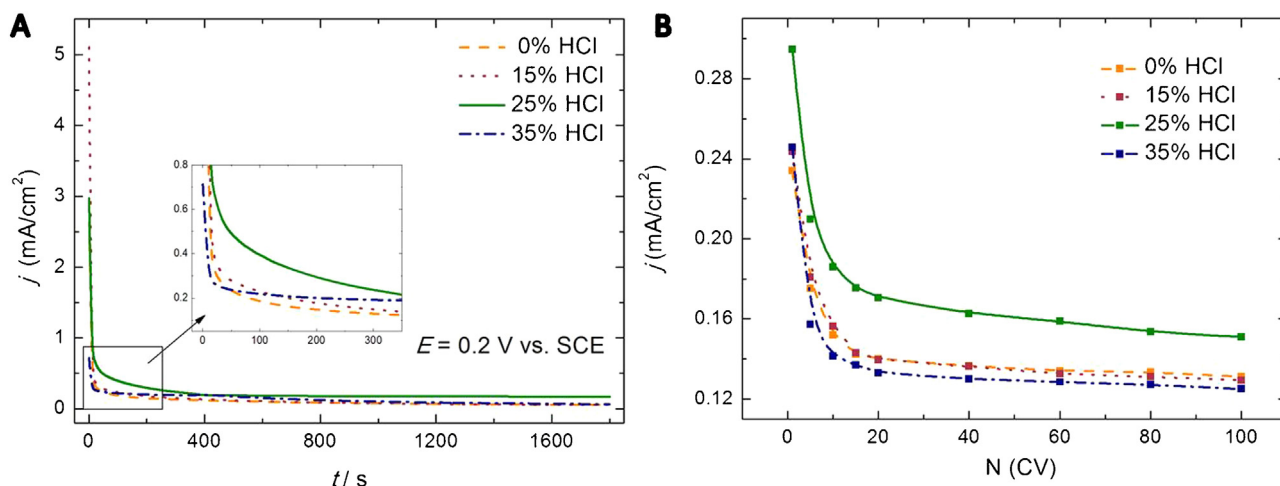 A
5
4
3
2
1
0
j (mA/cm²)
0% HCl
15% HCl
25% HCl
35% HCl
0.8
0.6
0.4
0.2
0 100 200 300
E = 0.2 V vs. SCE
0 400 800 1200 1600
t / s
B
0.28
0.24
0.20
0.16
0.12
j (mA/cm²)
0% HCl
15% HCl
25% HCl
35% HCl
0 20 40 60 80 100
N (CV)